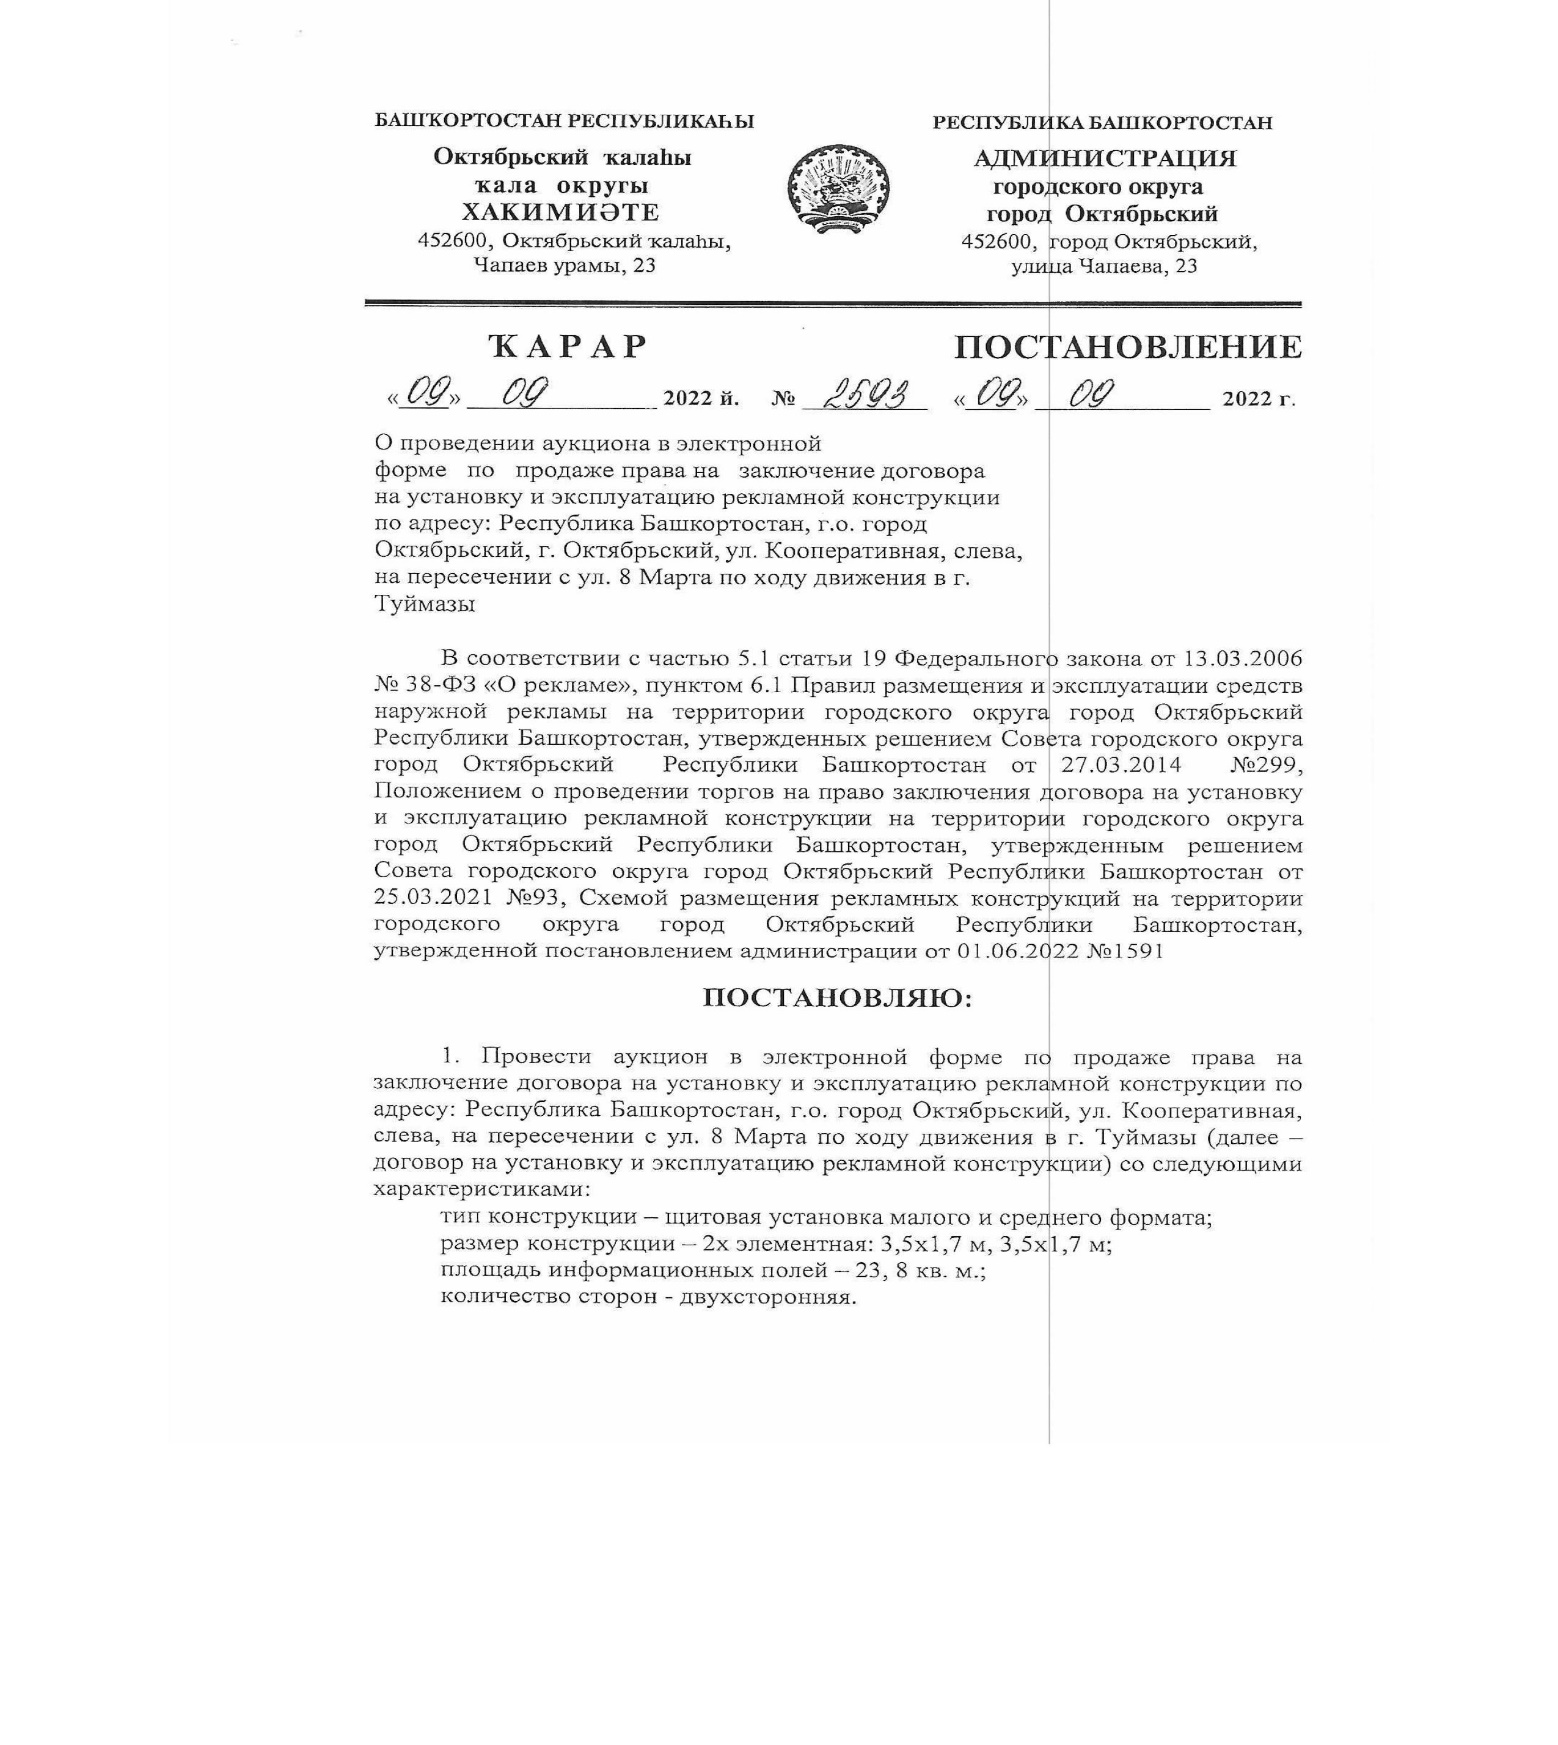 БАШҠОРТОСТАН РЕСПУБЛИКАҺЫ
Октябрьский ҡалаһы
ҡала округы
ХАКИМИӘТЕ
452600, Октябрьский ҡалаһы,
Чапаев урамы, 23
РЕСПУБЛИКА БАШКОРТОСТАН
АДМИНИСТРАЦИЯ
городского округа
город Октябрьский
452600, город Октябрьский,
улица Чапаева, 23
ҠАРАР
ПОСТАНОВЛЕНИЕ
«09» 09 2022 й. № 2593 «09» 09 2022 г.
О проведении аукциона в электронной
форме по продаже права на заключение договора
на установку и эксплуатацию рекламной конструкции
по адресу: Республика Башкортостан, г.о. город
Октябрьский, г. Октябрьский, ул. Кооперативная, слева,
на пересечении с ул. 8 Марта по ходу движения в г.
Туймазы
В соответствии с частью 5.1 статьи 19 Федерального закона от 13.03.2006
№ 38-ФЗ «О рекламе», пунктом 6.1 Правил размещения и эксплуатации средств
наружной рекламы на территории городского округа город Октябрьский
Республики Башкортостан, утвержденных решением Совета городского округа
город Октябрьский Республики Башкортостан от 27.03.2014 №299,
Положением о проведении торгов на право заключения договора на установку
и эксплуатацию рекламной конструкции на территории городского округа
город Октябрьский Республики Башкортостан, утвержденным решением
Совета городского округа город Октябрьский Республики Башкортостан от
25.03.2021 №93, Схемой размещения рекламных конструкций на территории
городского округа город Октябрьский Республики Башкортостан,
утвержденной постановлением администрации от 01.06.2022 №1591
ПОСТАНОВЛЯЮ:
1. Провести аукцион в электронной форме по продаже права на
заключение договора на установку и эксплуатацию рекламной конструкции по
адресу: Республика Башкортостан, г.о. город Октябрьский, ул. Кооперативная,
слева, на пересечении с ул. 8 Марта по ходу движения в г. Туймазы (далее –
договор на установку и эксплуатацию рекламной конструкции) со следующими
характеристиками:
тип конструкции – щитовая установка малого и среднего формата;
размер конструкции – 2х элементная: 3,5х1,7 м, 3,5х1,7 м;
площадь информационных полей – 23, 8 кв. м.;
количество сторон - двухсторонняя.